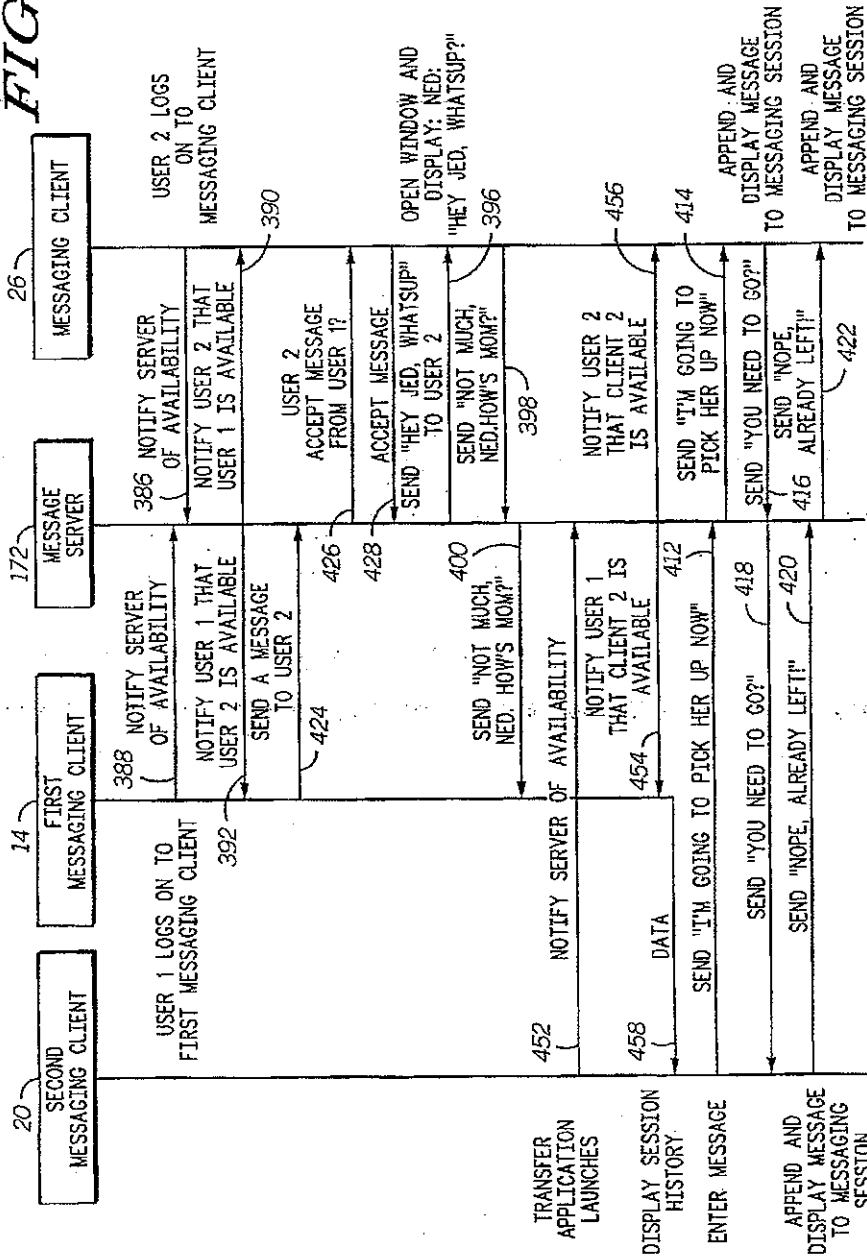 FIG
20
SECOND
MESSAGING CLIENT
14
FIRST
MESSAGING CLIENT
172
MESSAGE
SERVER
26
MESSAGING CLIENT
USER 2 LOGS
ON TO
MESSAGING CLIENT
386 NOTIFY SERVER
OF AVAILABILITY
388
NOTIFY SERVER
OF AVAILABILITY
USER 1 LOGS ON TO
FIRST MESSAGING CLIENT
NOTIFY USER 2 THAT
USER 1 IS AVAILABLE
390
NOTIFY USER 1 THAT
USER 2 IS AVAILABLE
392
SEND A MESSAGE
TO USER 2
424
USER 2
ACCEPT MESSAGE
FROM USER 1?
426
ACCEPT MESSAGE
428
SEND "HEY JED, WHATSUP"
TO USER 2
396
OPEN WINDOW AND
DISPLAY: NED:
"HEY JED, WHATSUP?"
SEND "NOT MUCH,
NED.HOW'S MOM?"
398
400
SEND "NOT MUCH,
NED. HOW'S MOM?"
TRANSFER
APPLICATION
LAUNCHES
452
NOTIFY SERVER OF AVAILABILITY
NOTIFY USER 1
THAT CLIENT 2 IS
AVAILABLE
454
NOTIFY USER 2
THAT CLIENT 2
IS AVAILABLE
456
DISPLAY SESSION
HISTORY
458
DATA
ENTER MESSAGE
SEND "I'M GOING TO PICK HER UP NOW"
412
SEND "I'M GOING TO
PICK HER UP NOW"
414
APPEND AND
DISPLAY MESSAGE
TO MESSAGING SESSION
SEND "YOU NEED TO GO?"
416
SEND "YOU NEED TO GO?"
418
APPEND AND
DISPLAY MESSAGE
TO MESSAGING
SESSION
SEND "NOPE, ALREADY LEFT!"
420
SEND "NOPE,
ALREADY LEFT!"
422
APPEND AND
DISPLAY MESSAGE
TO MESSAGING SESSION